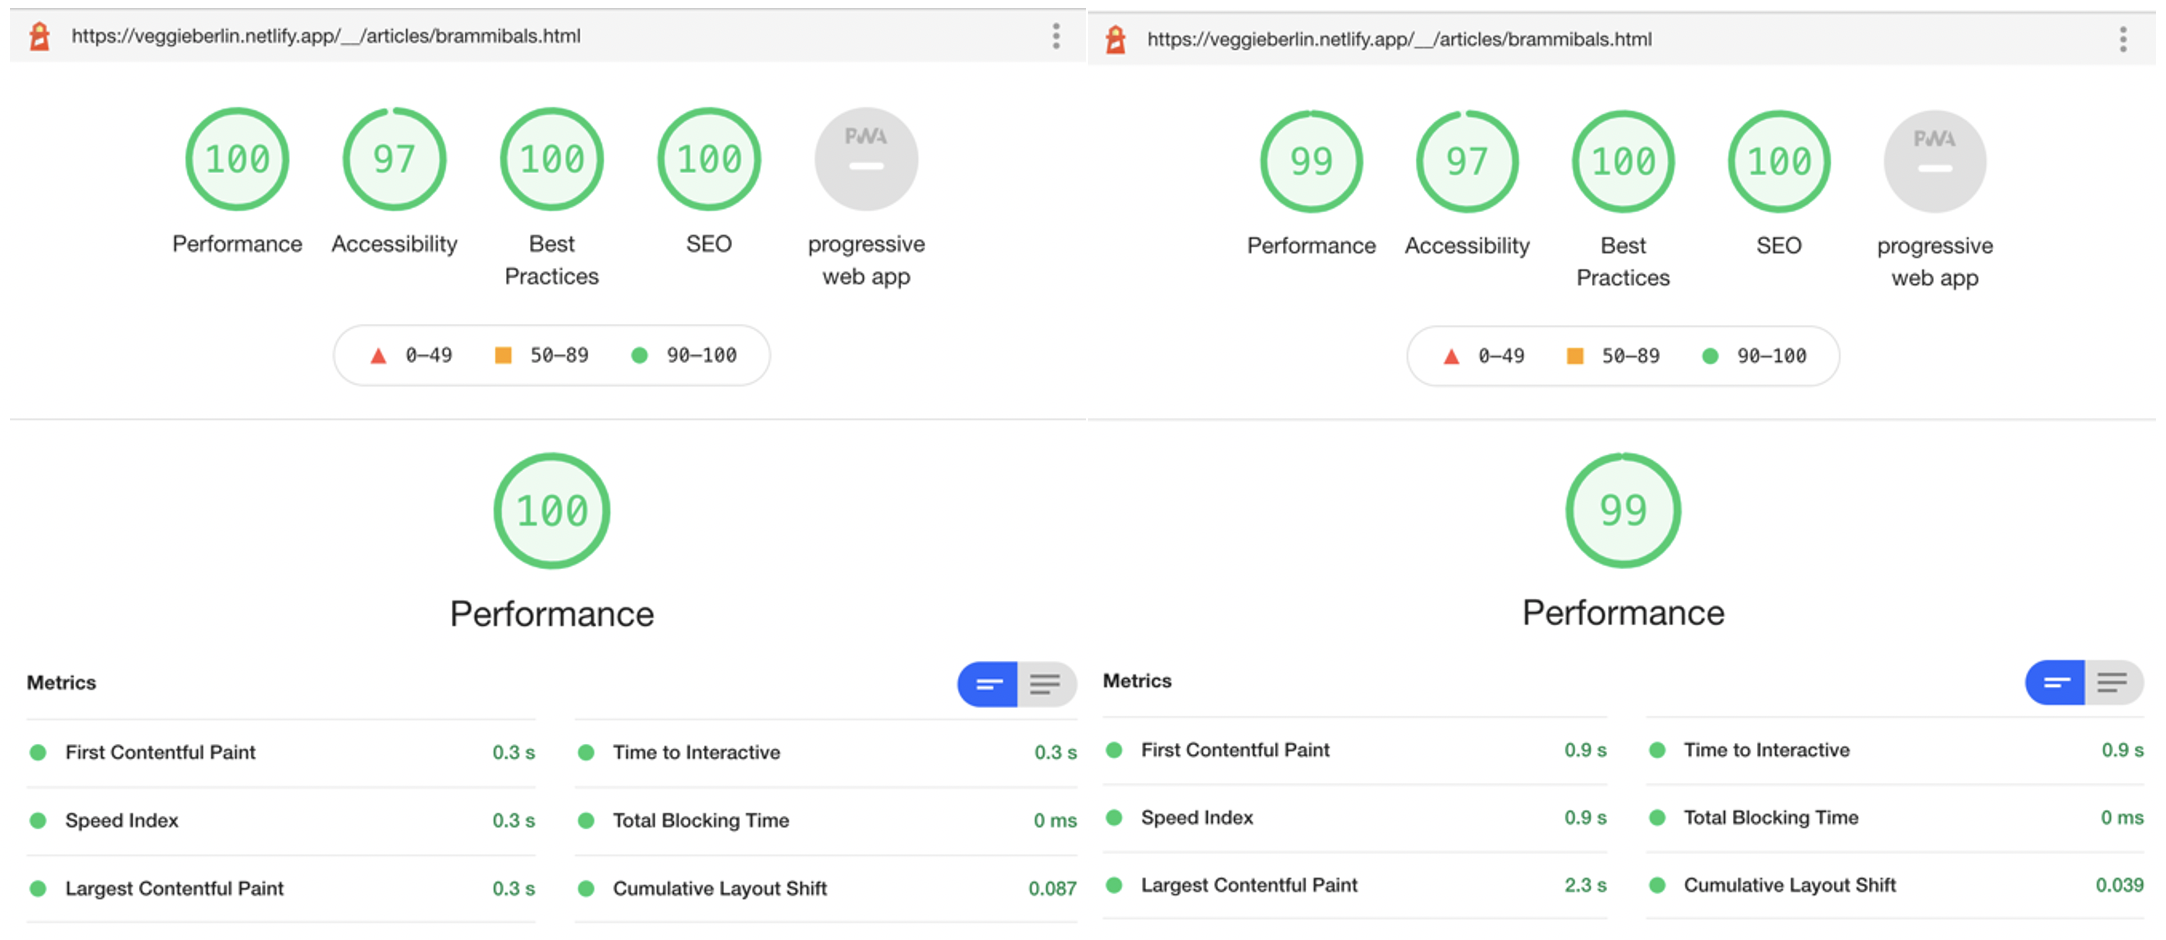 https://veggieberlin.netlify.app/__/articles/brammibals.html
100
97
100
100
PWA
Performance
Accessibility
Best
Practices
SEO
progressive
web app
0–49
50–89
90–100
100
Performance
Metrics
First Contentful Paint 0.3 s
Time to Interactive 0.3 s
Speed Index 0.3 s
Total Blocking Time 0 ms
Largest Contentful Paint 0.3 s
Cumulative Layout Shift 0.087
https://veggieberlin.netlify.app/__/articles/brammibals.html
99
97
100
100
PWA
Performance
Accessibility
Best
Practices
SEO
progressive
web app
0–49
50–89
90–100
99
Performance
Metrics
First Contentful Paint 0.9 s
Time to Interactive 0.9 s
Speed Index 0.9 s
Total Blocking Time 0 ms
Largest Contentful Paint 2.3 s
Cumulative Layout Shift 0.039